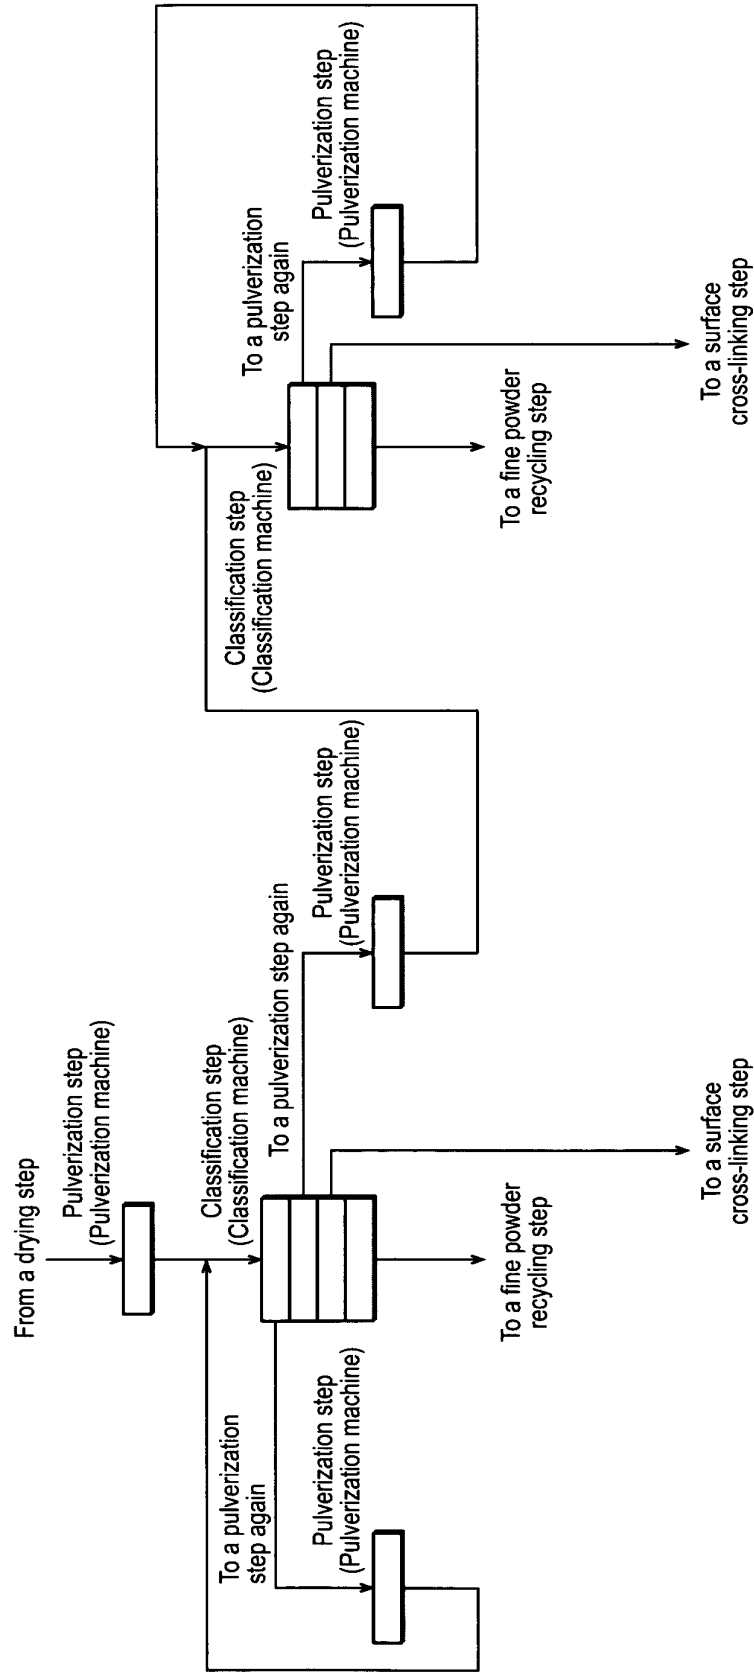 From a drying step
Pulverization step
(Pulverization machine)
Classification step
(Classification machine)
To a pulverization
step again
Pulverization step
(Pulverization machine)
To a fine powder
recycling step
To a surface
cross-linking step
To a pulverization step again
Pulverization step
(Pulverization machine)
Classification step
(Classification machine)
To a pulverization
step again
Pulverization step
(Pulverization machine)
To a fine powder
recycling step
To a surface
cross-linking step